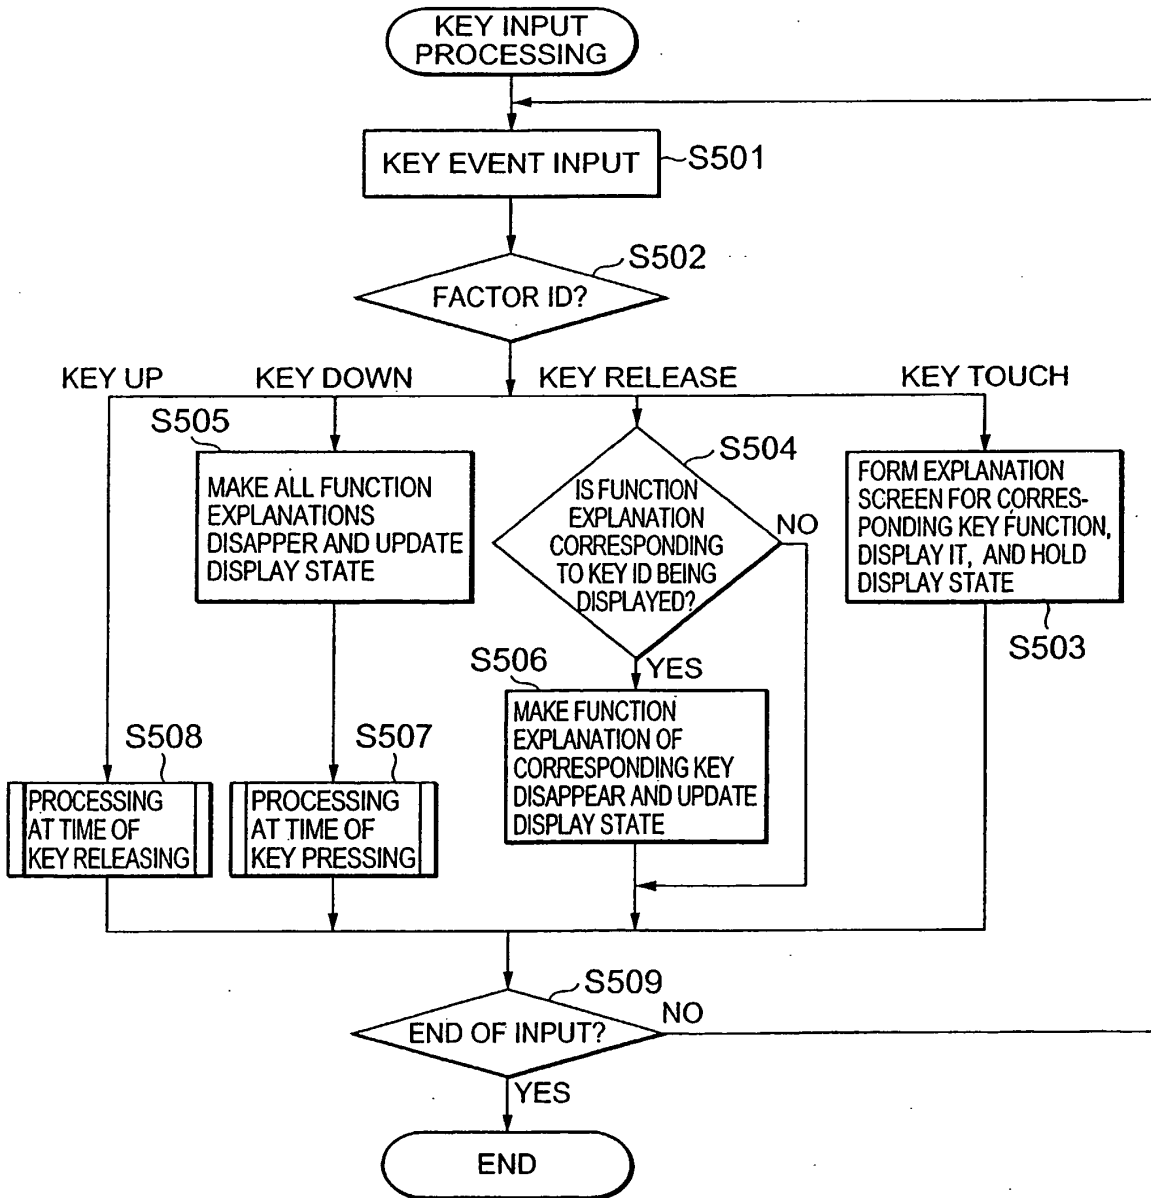 KEY INPUT
PROCESSING
KEY EVENT INPUT
S501
S502
FACTOR ID?
KEY UP
KEY DOWN
KEY RELEASE
KEY TOUCH
S505
MAKE ALL FUNCTION
EXPLANATIONS
DISAPPER AND UPDATE
DISPLAY STATE
S504
IS FUNCTION
EXPLANATION
CORRESPONDING
TO KEY ID BEING
DISPLAYED?
NO
YES
FORM EXPLANATION
SCREEN FOR CORRES-
PONDING KEY FUNCTION,
DISPLAY IT, AND HOLD
DISPLAY STATE
S503
S506
MAKE FUNCTION
EXPLANATION OF
CORRESPONDING KEY
DISAPPEAR AND UPDATE
DISPLAY STATE
S508
PROCESSING
AT TIME OF
KEY RELEASING
S507
PROCESSING
AT TIME OF
KEY PRESSING
S509
END OF INPUT?
NO
YES
END